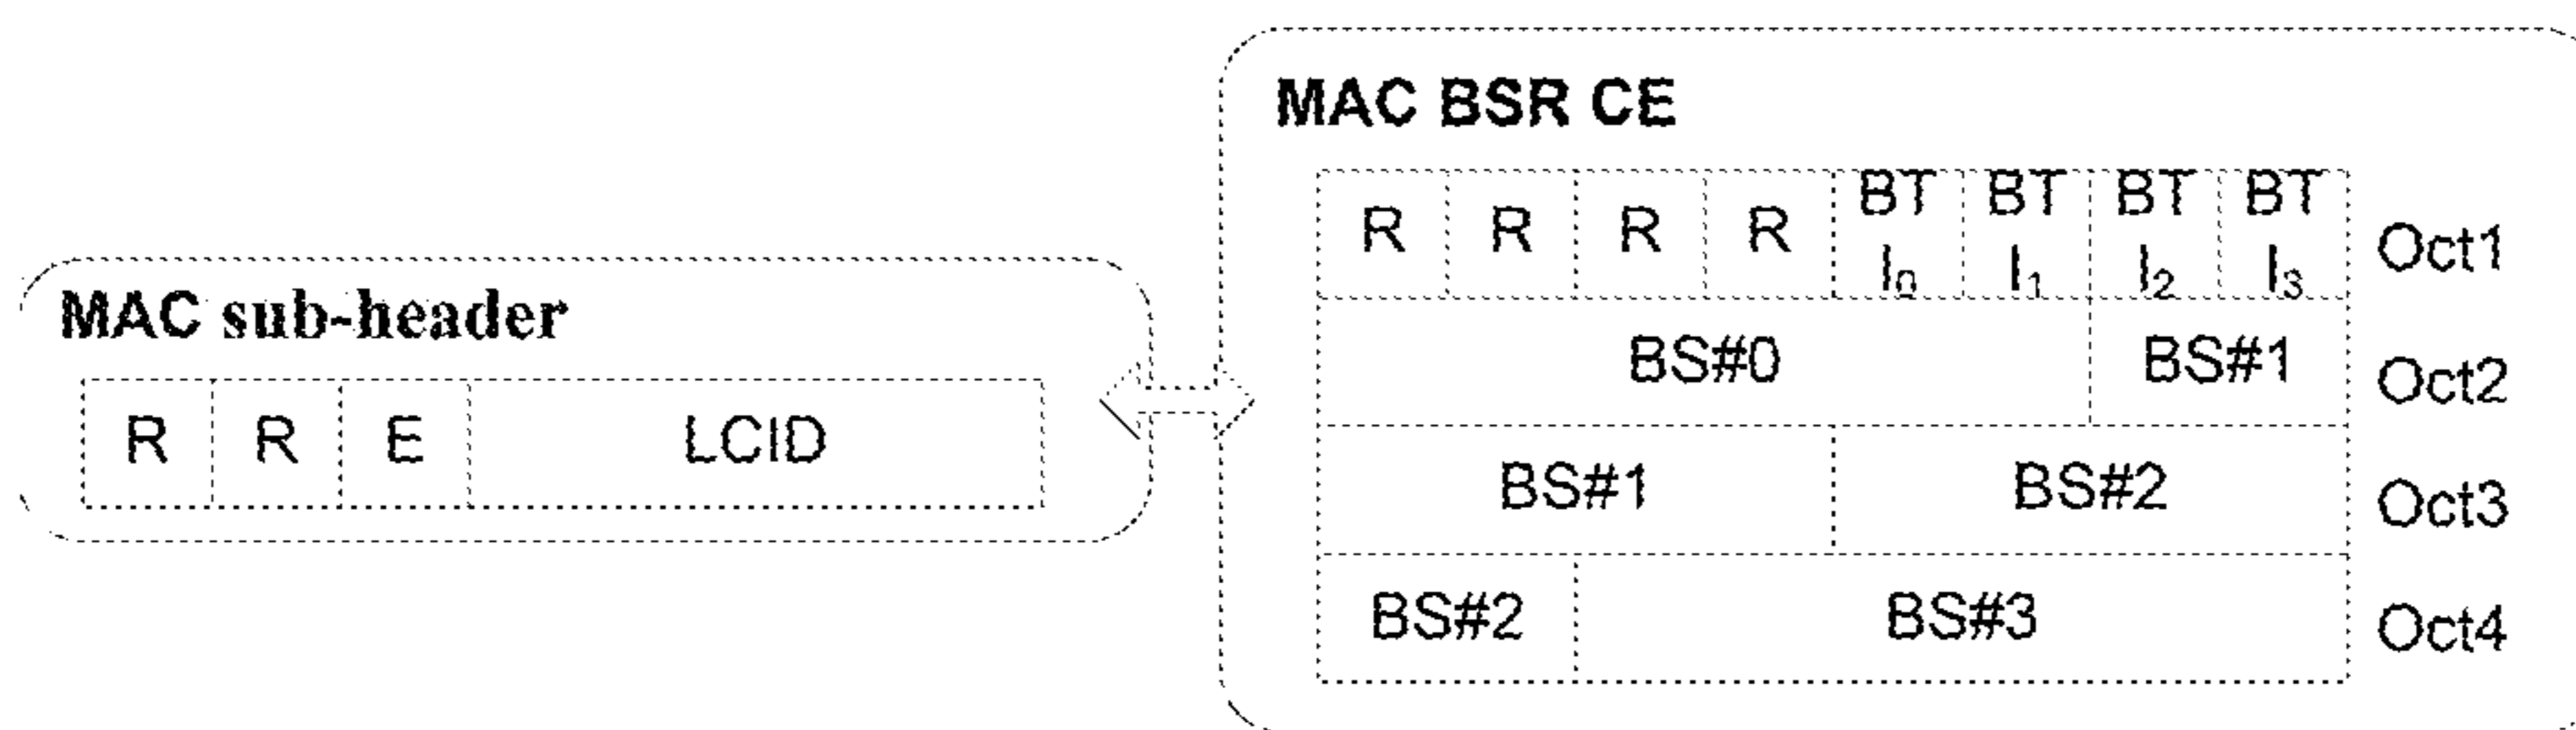 MAC sub-header
R R E LCID
MAC BSR CE
R R R R BT I0 BT I1 BT I2 BT I3 Oct1
BS#0 BS#1 Oct2
BS#1 BS#2 Oct3
BS#2 BS#3 Oct4